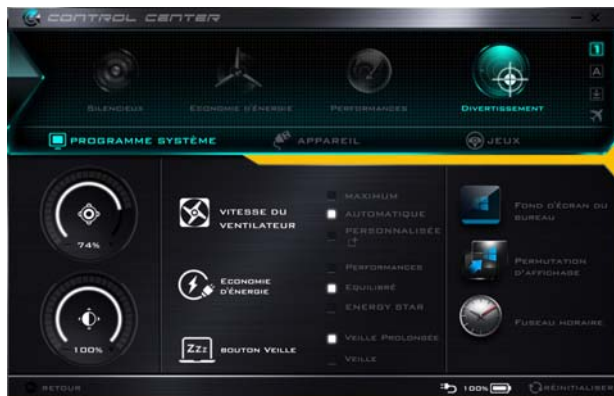 CONTROL CENTER
SILENCIEUX
ECONOMIE D'ÉNERGIE
PERFORMANCES
DIVERTISSEMENT
1
A
PROGRAMME SYSTÈME
APPAREIL
JEUX
74%
100%
VITESSE DU
VENTILATEUR
MAXIMUM
AUTOMATIQUE
PERSONNALISÉE
ECONOMIE
D'ÉNERGIE
PERFORMANCES
EQUILIBRÉ
ENERGY STAR
ZZZ
BOUTON VEILLE
VEILLE PROLONGÉE
VEILLE
FOND D'ÉCRAN DU
BUREAU
PERMUTATION
D'AFFICHAGE
FUSEAU HORAIRE
RETOUR
100%
RÉINITIALISER